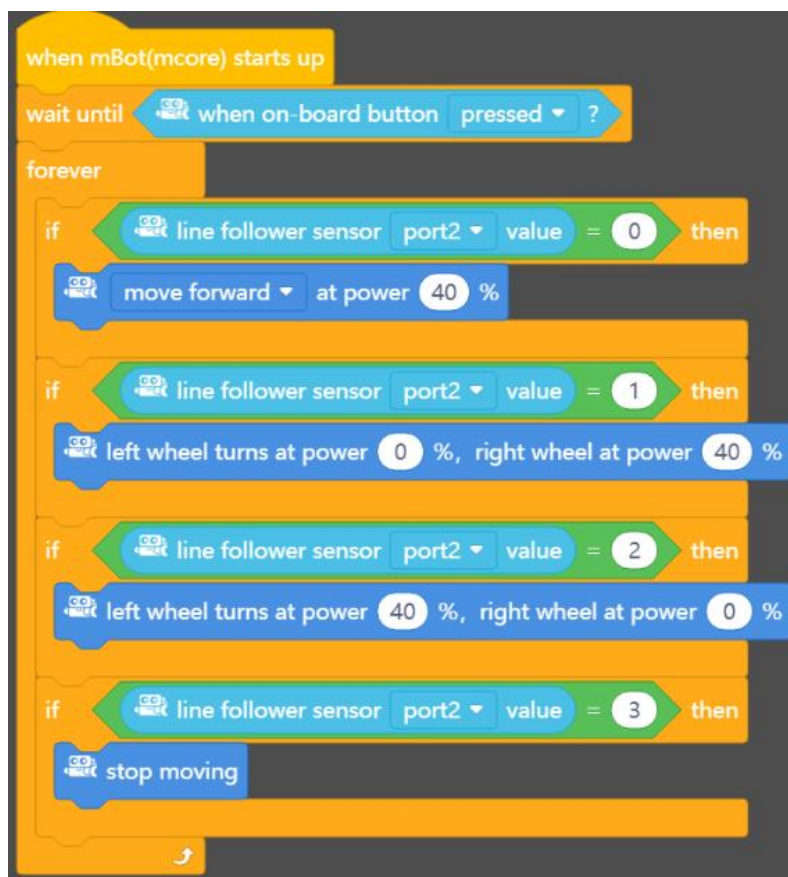 when mBot(mcore) starts up
wait until when on-board button pressed ?
forever
if line follower sensor port2 value = 0 then
move forward at power 40 %
if line follower sensor port2 value = 1 then
left wheel turns at power 0 %, right wheel at power 40 %
if line follower sensor port2 value = 2 then
left wheel turns at power 40 %, right wheel at power 0 %
if line follower sensor port2 value = 3 then
stop moving